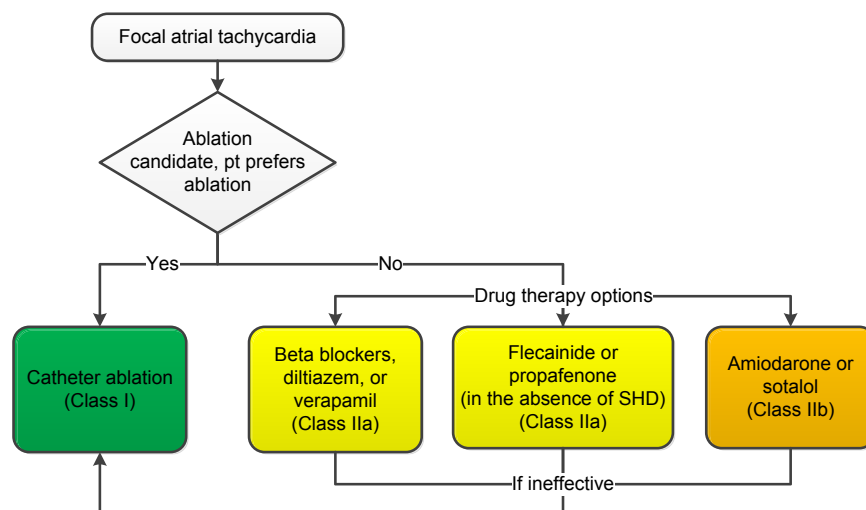 Focal atrial tachycardia
Ablation
candidate, pt prefers
ablation
Yes
No
Drug therapy options
Catheter ablation
(Class I)
Beta blockers,
diltiazem, or
verapamil
(Class IIa)
Flecainide or
propafenone
(in the absence of SHD)
(Class IIa)
Amiodarone or
sotalol
(Class IIb)
If ineffective